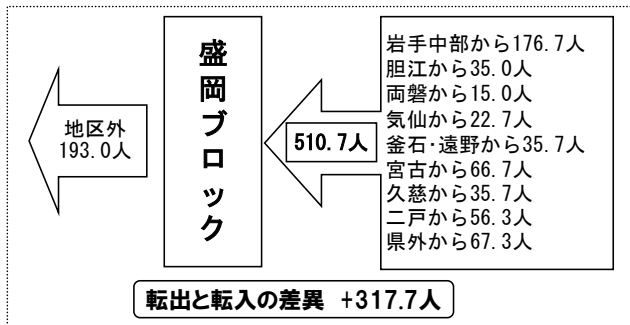 盛岡ブロック
地区外
193.0人
510.7人
岩手中部から176.7人
胆江から35.0人
両磐から15.0人
気仙から22.7人
釜石・遠野から35.7人
宮古から66.7人
久慈から35.7人
二戸から56.3人
県外から67.3人
転出と転入の差異 +317.7人